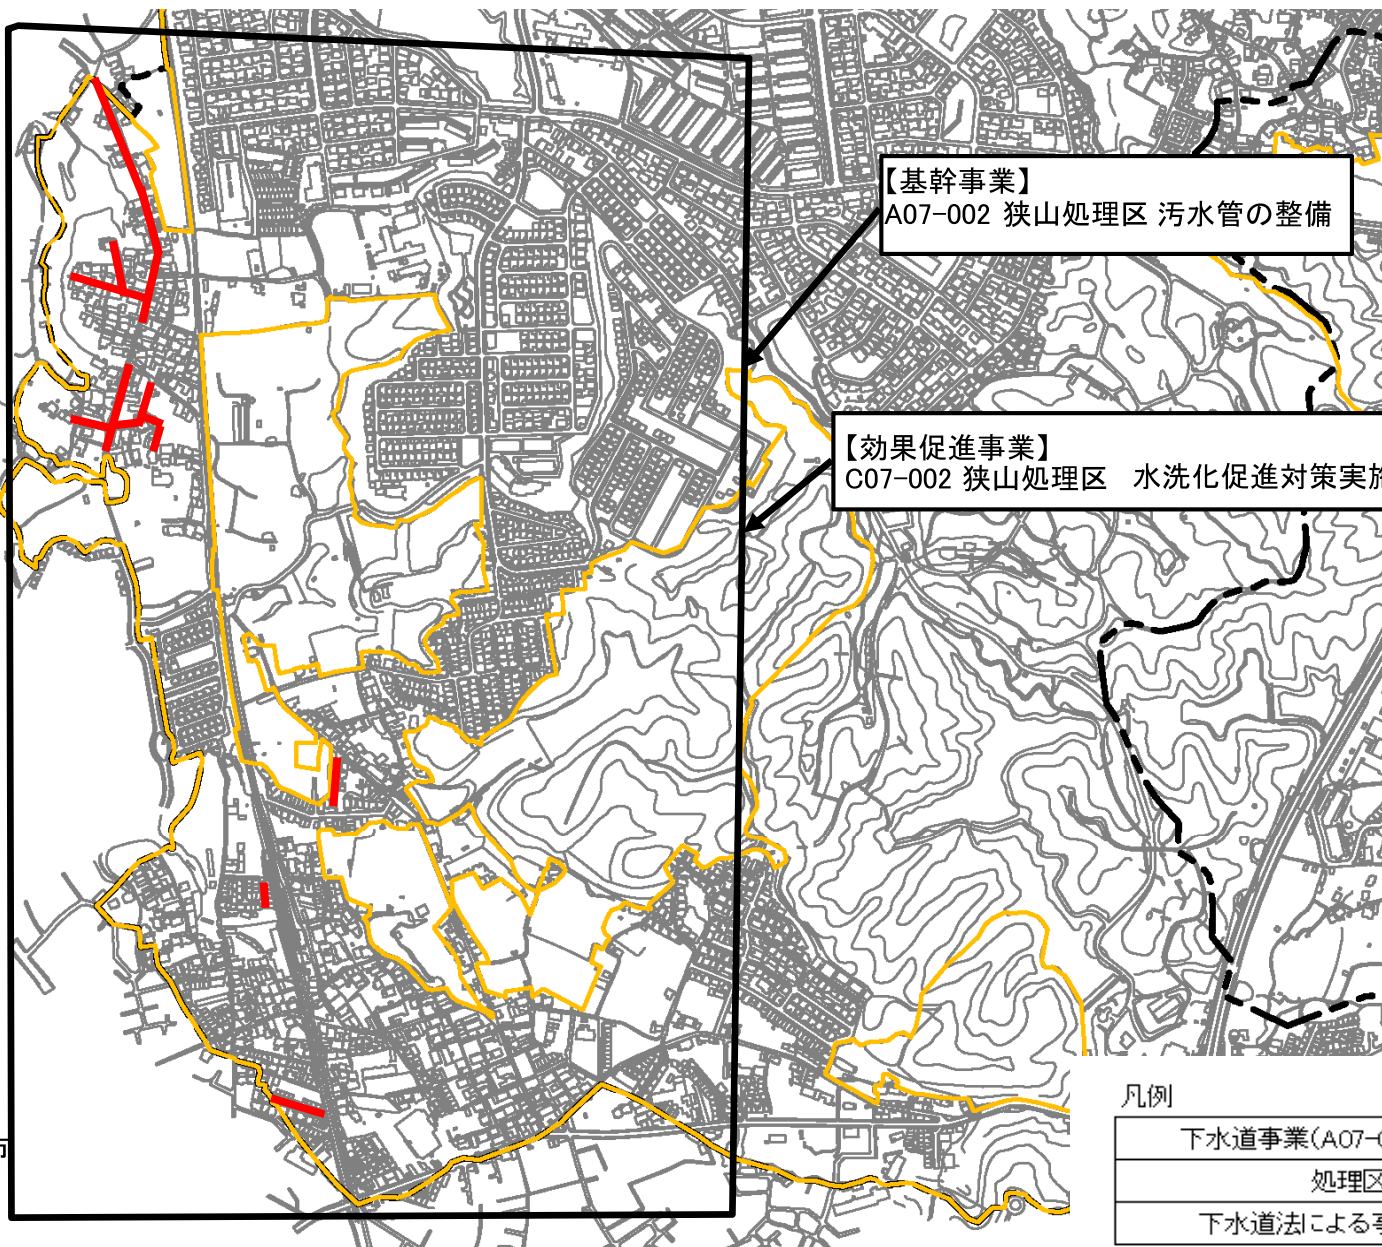 【基幹事業】
A07-002 狭山処理区 汚水管の整備
【効果促進事業】
C07-002 狭山処理区 水洗化促進対策実施
凡例
下水道事業(A07-0
処理区
下水道法による